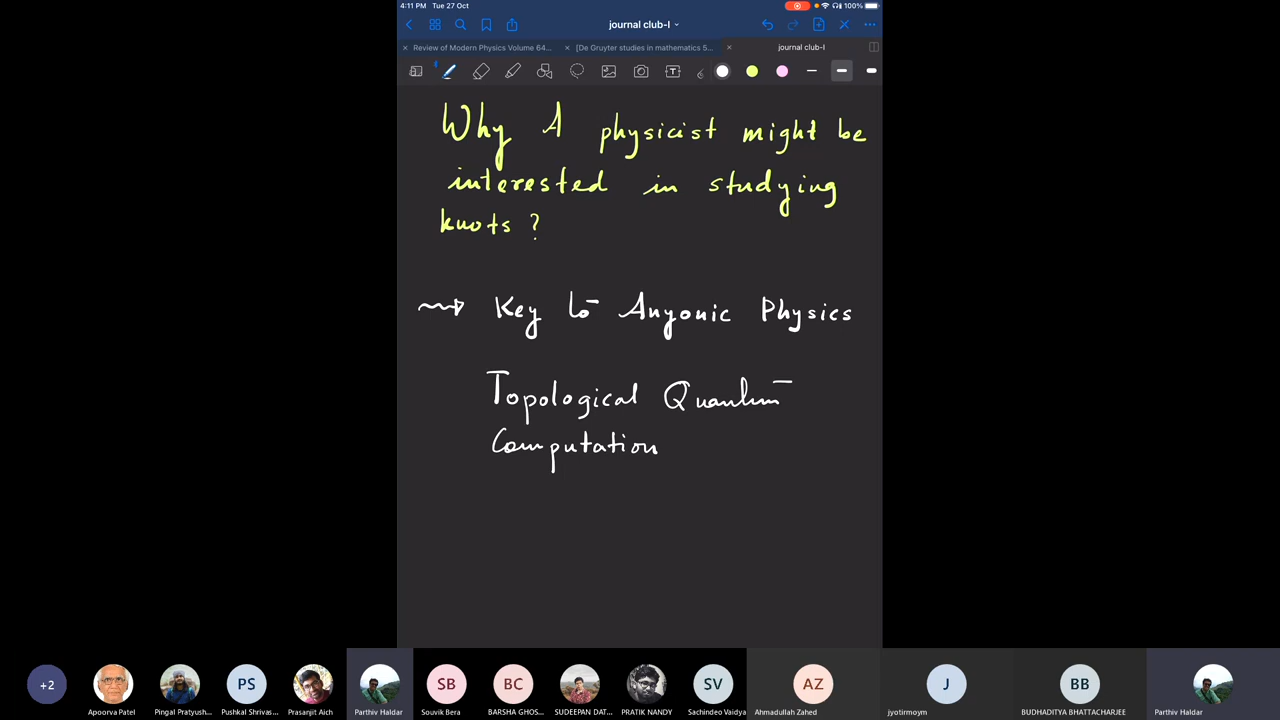 4:11 PM Tue 27 Oct
100%
journal club-I
Review of Modern Physics Volume 64...
[De Gruyter studies in mathematics 5...
journal club-I
Why A physicist might be
interested in studying
knots ?
Key to Anyonic Physics
Topological Quantum
Computation
+2
PS
SB
BC
SV
AZ
J
BB
Apoorva Patel
Pingal Pratyush...
Pushkal Shrivas...
Prasanjit Aich
Parthiv Haldar
Souvik Bera
BARSHA GHOS...
SUDEEPAN DAT...
PRATIK NANDY
Sachindeo Vaidya
Ahmadullah Zahed
jyotirmoym
BUDHADITYA BHATTACHARJEE
Parthiv Haldar